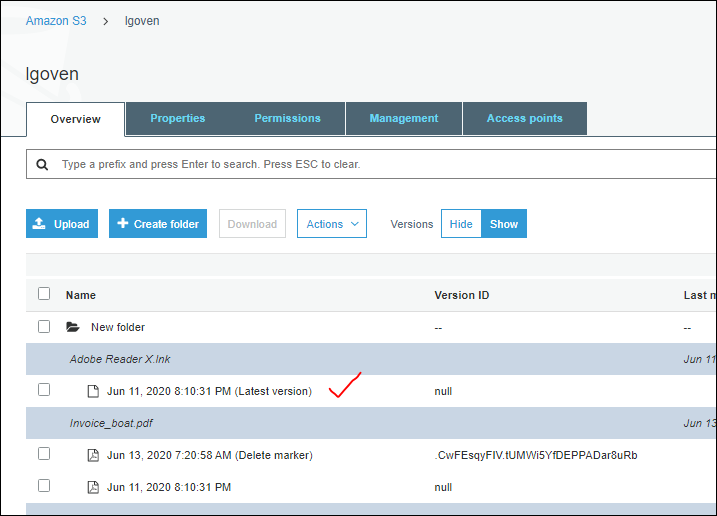 Amazon S3 > lgoven
lgoven
Overview Properties Permissions Management Access points
Type a prefix and press Enter to search. Press ESC to clear.
Upload Create folder Download Actions Versions Hide Show
Name Version ID Last m
New folder -- --
Adobe Reader X.lnk Jun 11
Jun 11, 2020 8:10:31 PM (Latest version) null
Invoice_boat.pdf Jun 13
Jun 13, 2020 7:20:58 AM (Delete marker) .CwFEsqyFIV.tUMWi5YfDEPPADar8uRb
Jun 11, 2020 8:10:31 PM null